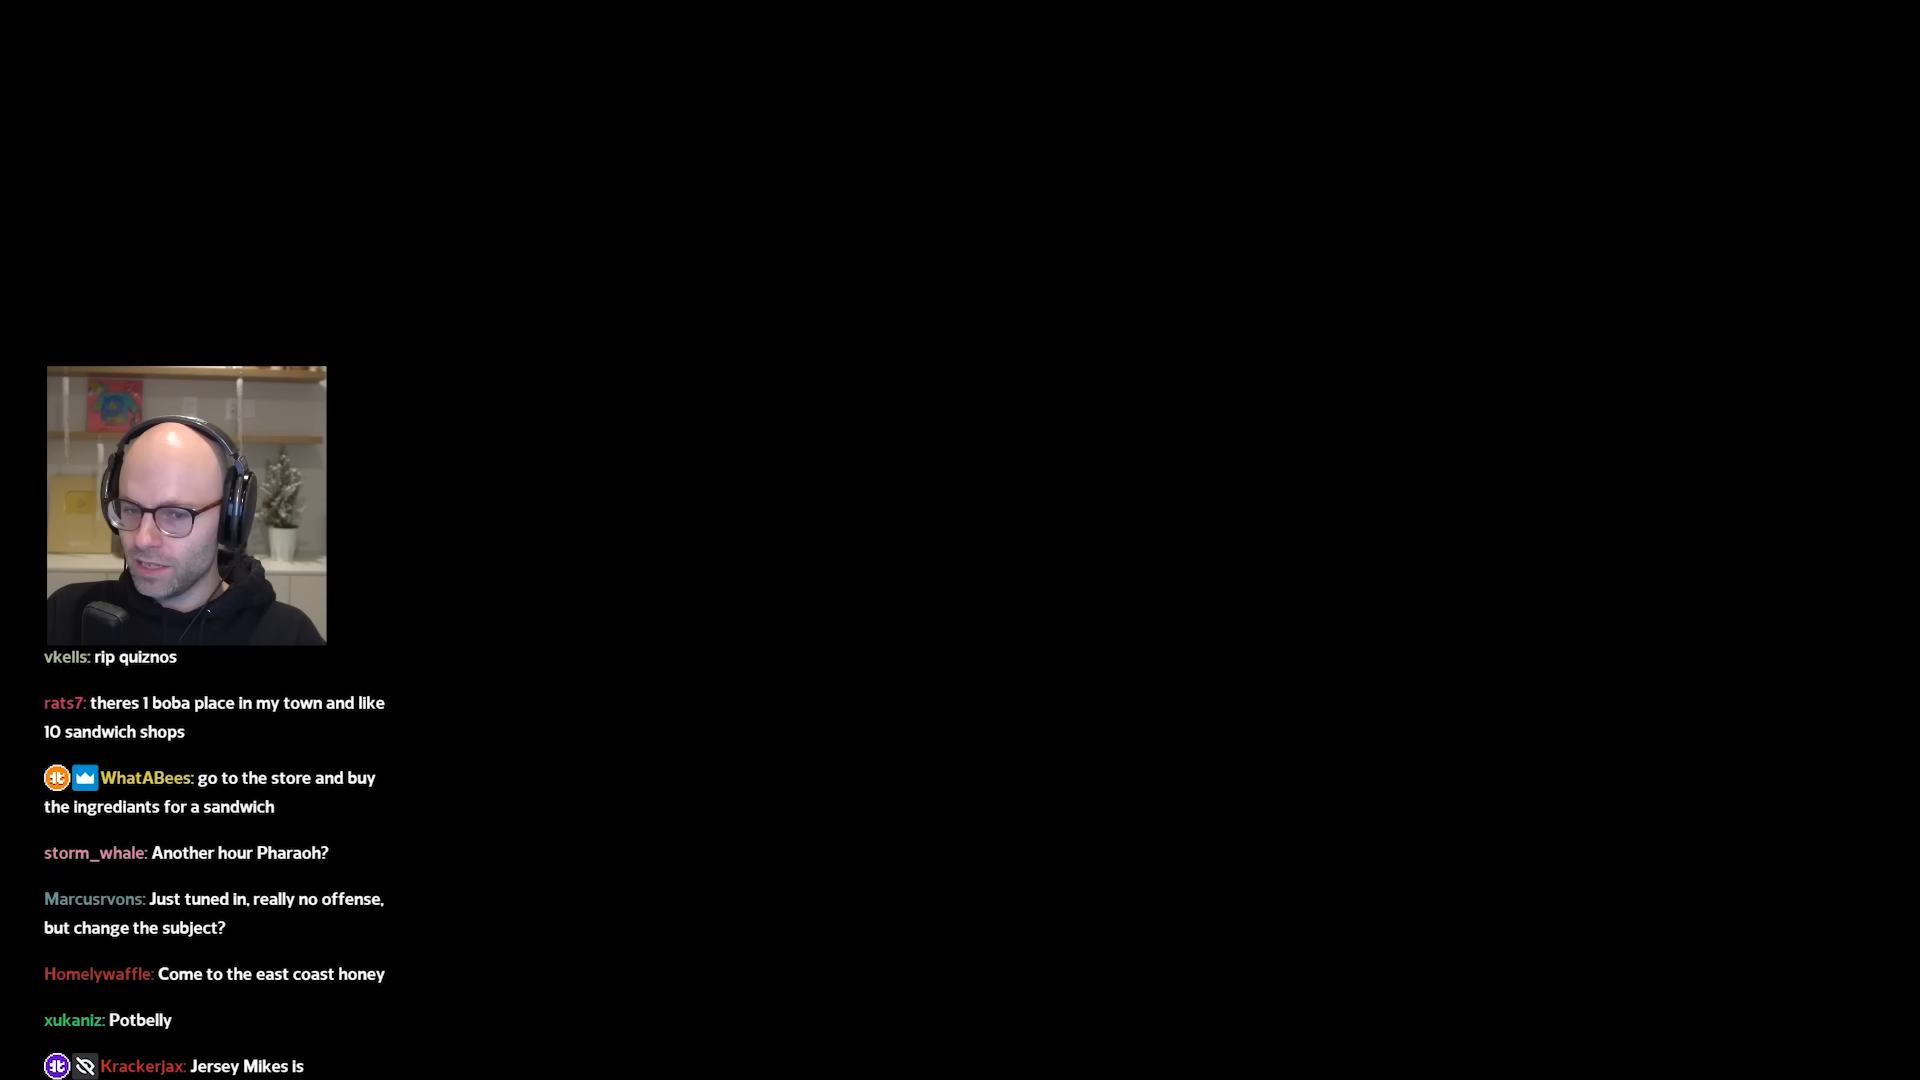 vkells: rip quiznos
rats7: theres 1 boba place in my town and like
10 sandwich shops
WhatABees: go to the store and buy
the ingrediants for a sandwich
storm_whale: Another hour Pharaoh?
Marcusrvons: Just tuned in, really no offense,
but change the subject?
Homelywaffle: Come to the east coast honey
xukaniz: Potbelly
Krackerjax: Jersey Mikes is